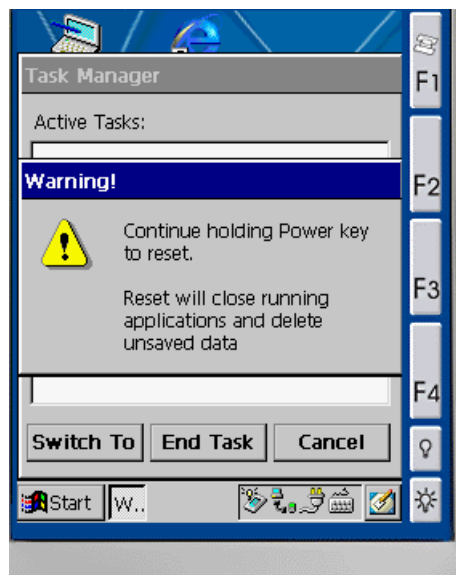 Task Manager
F1
Active Tasks:
Warning!
F2
Continue holding Power key
to reset.
Reset will close running
applications and delete
unsaved data
F3
F4
Switch To
End Task
Cancel
Start
W..